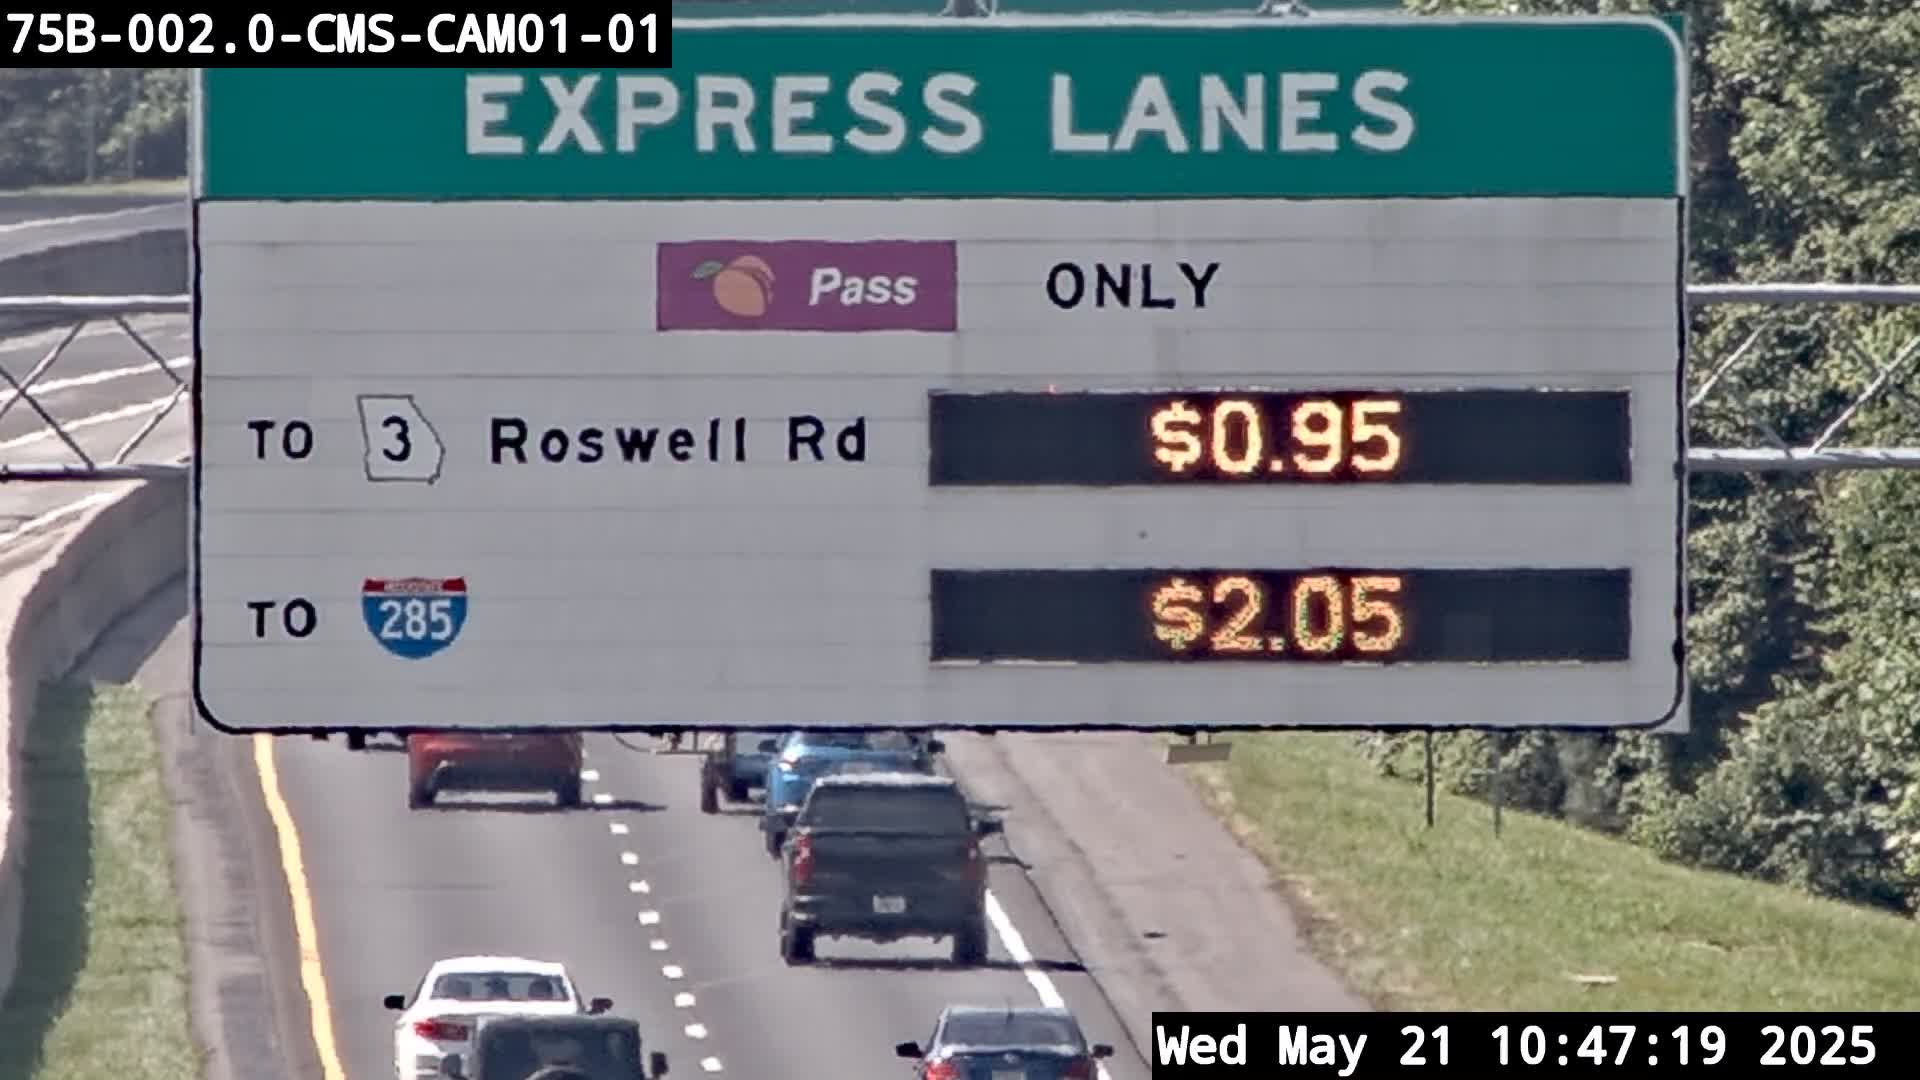 75B-002.0-CMS-CAM01-01
EXPRESS LANES
Pass ONLY
TO 3 Roswell Rd $0.95
INTERSTATE
TO 285 $2.05
Wed May 21 10:47:19 2025